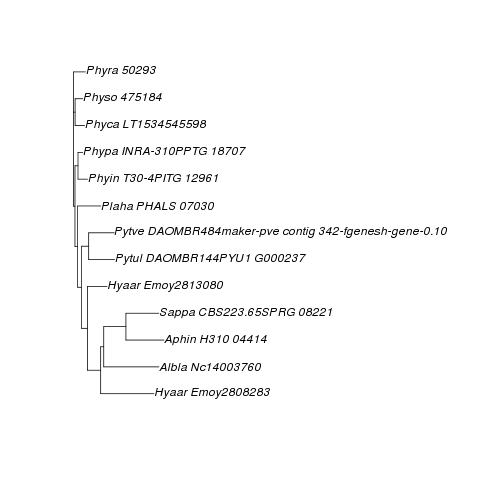 Phyra 50293
Physo 475184
Phyca LT1534545598
Phypa INRA-310PPTG 18707
Phyin T30-4PITG 12961
Plaha PHALS 07030
Pytve DAOMBR484maker-pve contig 342-fgenesh-gene-0.10
Pytul DAOMBR144PYU1 G000237
Hyaar Emoy2813080
Sappa CBS223.65SPRG 08221
Aphin H310 04414
Albla Nc14003760
Hyaar Emoy2808283